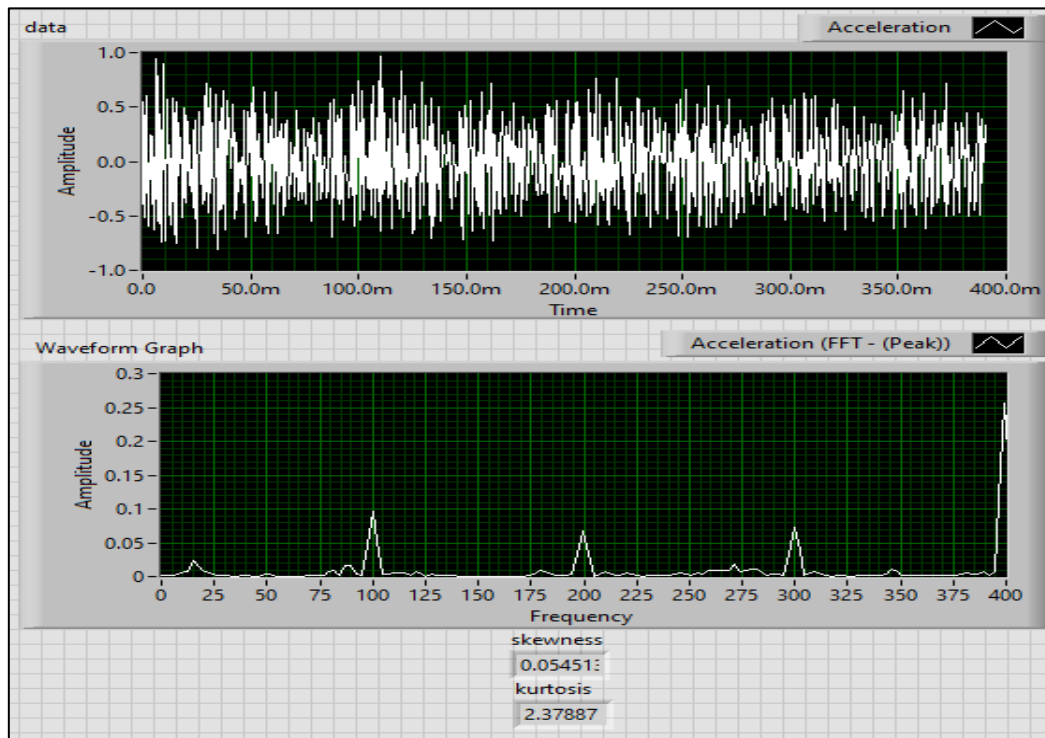 data
Acceleration
1.0
0.5
0.0
-0.5
-1.0
Amplitude
0.0 50.0m 100.0m 150.0m 200.0m 250.0m 300.0m 350.0m 400.0m
Time
Waveform Graph
Acceleration (FFT - (Peak))
0.3
0.25
0.2
0.15
0.1
0.05
0
Amplitude
0 25 50 75 100 125 150 175 200 225 250 275 300 325 350 375 400
Frequency
skewness
0.05451
kurtosis
2.37887